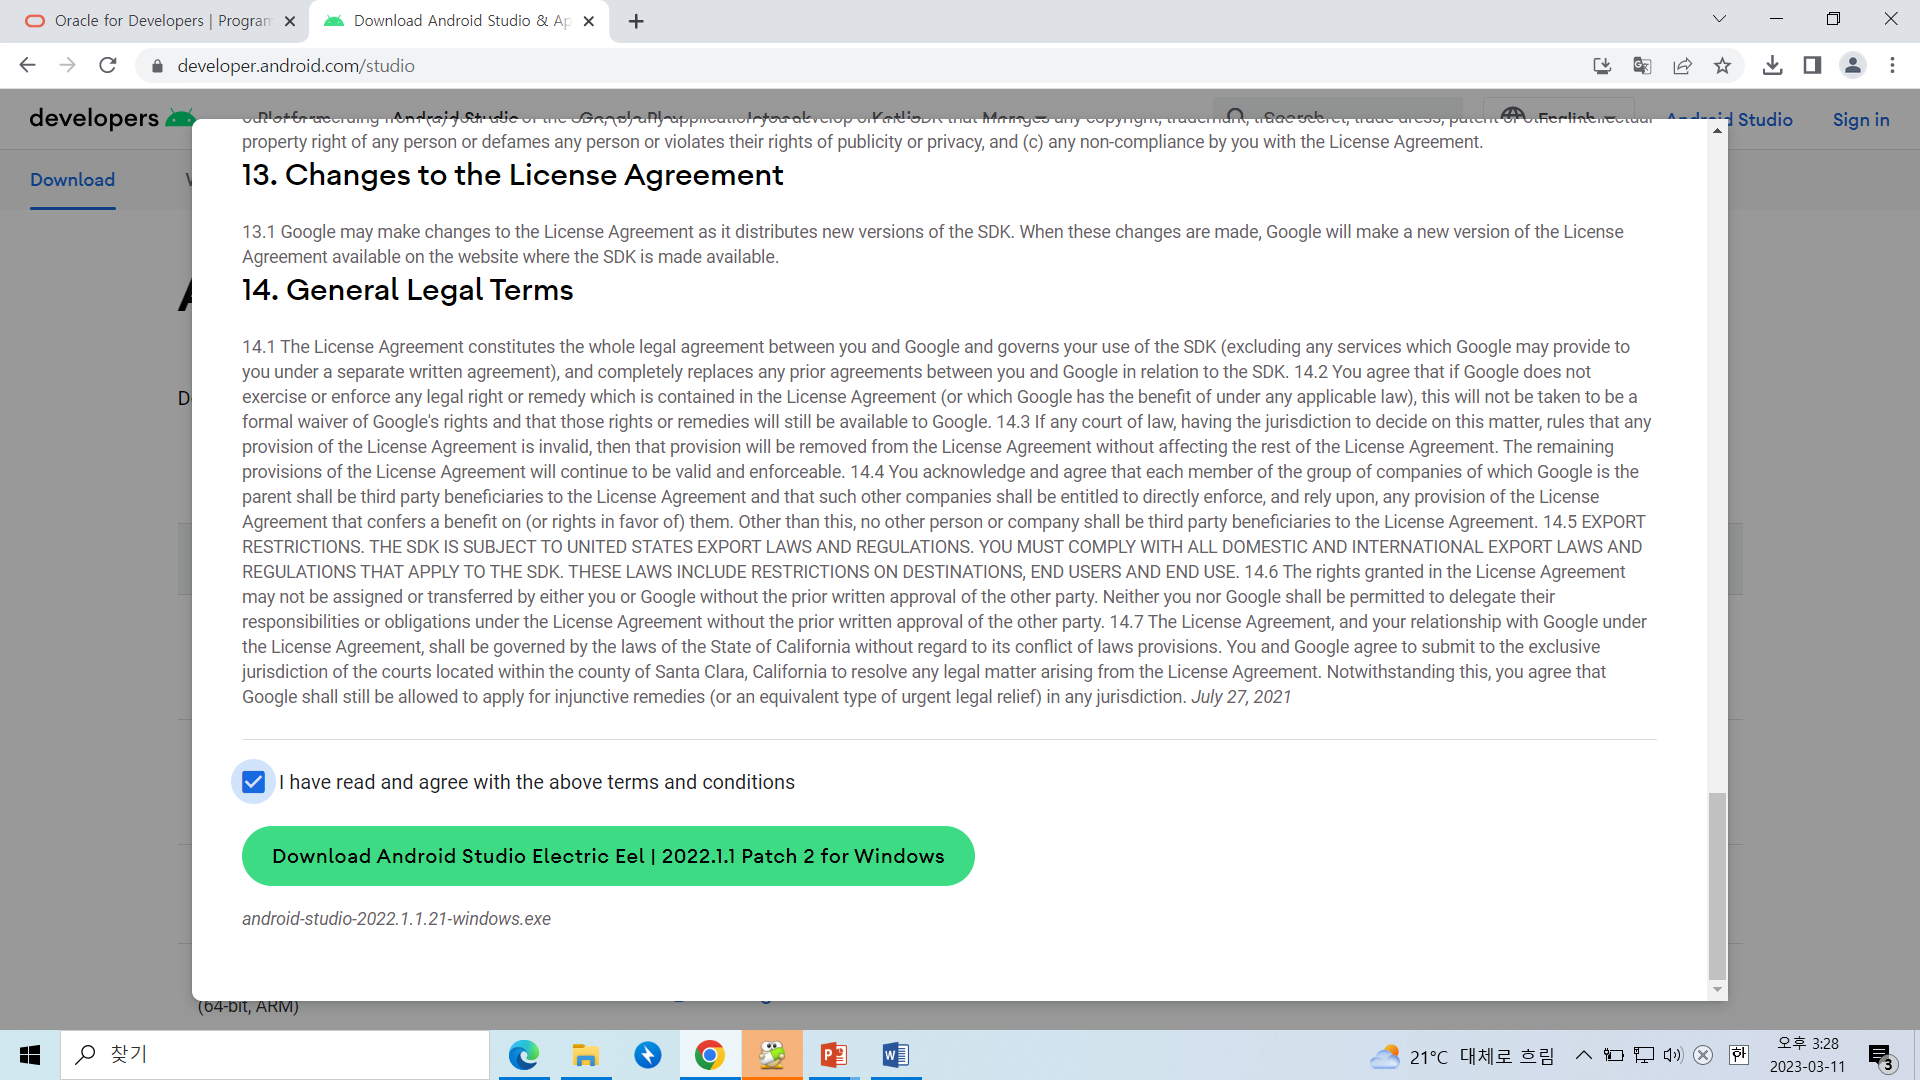 Oracle for Developers | Program
Download Android Studio & Ap
developer.android.com/studio
developers
Platform Android Studio Google Play Jetpack Kotlin More Search English Android Studio Sign in
property right of any person or defames any person or violates their rights of publicity or privacy, and (c) any non-compliance by you with the License Agreement.
Download
13. Changes to the License Agreement
13.1 Google may make changes to the License Agreement as it distributes new versions of the SDK. When these changes are made, Google will make a new version of the License
Agreement available on the website where the SDK is made available.
14. General Legal Terms
14.1 The License Agreement constitutes the whole legal agreement between you and Google and governs your use of the SDK (excluding any services which Google may provide to
you under a separate written agreement), and completely replaces any prior agreements between you and Google in relation to the SDK. 14.2 You agree that if Google does not
exercise or enforce any legal right or remedy which is contained in the License Agreement (or which Google has the benefit of under any applicable law), this will not be taken to be a
formal waiver of Google's rights and that those rights or remedies will still be available to Google. 14.3 If any court of law, having the jurisdiction to decide on this matter, rules that any
provision of the License Agreement is invalid, then that provision will be removed from the License Agreement without affecting the rest of the License Agreement. The remaining
provisions of the License Agreement will continue to be valid and enforceable. 14.4 You acknowledge and agree that each member of the group of companies of which Google is the
parent shall be third party beneficiaries to the License Agreement and that such other companies shall be entitled to directly enforce, and rely upon, any provision of the License
Agreement that confers a benefit on (or rights in favor of) them. Other than this, no other person or company shall be third party beneficiaries to the License Agreement. 14.5 EXPORT
RESTRICTIONS. THE SDK IS SUBJECT TO UNITED STATES EXPORT LAWS AND REGULATIONS. YOU MUST COMPLY WITH ALL DOMESTIC AND INTERNATIONAL EXPORT LAWS AND
REGULATIONS THAT APPLY TO THE SDK. THESE LAWS INCLUDE RESTRICTIONS ON DESTINATIONS, END USERS AND END USE. 14.6 The rights granted in the License Agreement
may not be assigned or transferred by either you or Google without the prior written approval of the other party. Neither you nor Google shall be permitted to delegate their
responsibilities or obligations under the License Agreement without the prior written approval of the other party. 14.7 The License Agreement, and your relationship with Google under
the License Agreement, shall be governed by the laws of the State of California without regard to its conflict of laws provisions. You and Google agree to submit to the exclusive
jurisdiction of the courts located within the county of Santa Clara, California to resolve any legal matter arising from the License Agreement. Notwithstanding this, you agree that
Google shall still be allowed to apply for injunctive remedies (or an equivalent type of urgent legal relief) in any jurisdiction. July 27, 2021
I have read and agree with the above terms and conditions
Download Android Studio Electric Eel | 2022.1.1 Patch 2 for Windows
android-studio-2022.1.1.21-windows.exe
(64-bit, ARM)
찾기
21°C 대체로 흐림
한
오후 3:28
2023-03-11
3